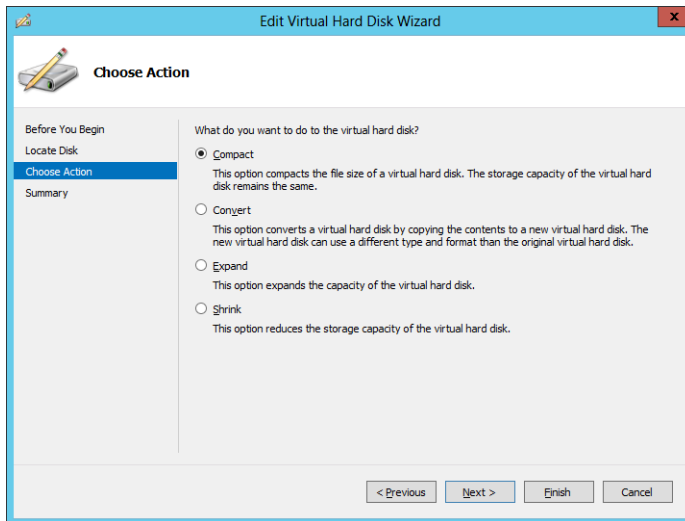 Edit Virtual Hard Disk Wizard
x
Choose Action
Before You Begin
Locate Disk
Choose Action
Summary
What do you want to do to the virtual hard disk?
Compact
This option compacts the file size of a virtual hard disk. The storage capacity of the virtual hard
disk remains the same.
Convert
This option converts a virtual hard disk by copying the contents to a new virtual hard disk. The
new virtual hard disk can use a different type and format than the original virtual hard disk.
Expand
This option expands the capacity of the virtual hard disk.
Shrink
This option reduces the storage capacity of the virtual hard disk.
< Previous
Next >
Finish
Cancel